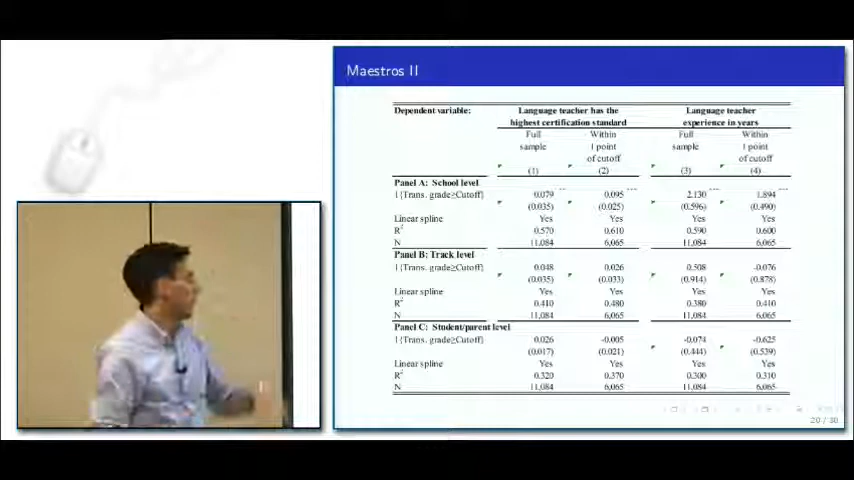 Maestros II
Dependent variable: Language teacher has the highest certification standard Language teacher experience in years
Full sample Within 1 point of cutoff Full sample Within 1 point of cutoff
(1) (2) (3) (4)
Panel A: School level
1{Trans. grade≥Cutoff} 0.079 *** 0.095 *** 2.130 *** 1.894 ***
(0.035) (0.025) (0.596) (0.490)
Linear spline Yes Yes Yes Yes
R² 0.570 0.610 0.590 0.600
N 11,084 6,065 11,084 6,065
Panel B: Track level
1{Trans. grade≥Cutoff} 0.048 0.026 0.508 -0.076
(0.035) (0.033) (0.914) (0.878)
Linear spline Yes Yes Yes Yes
R² 0.410 0.480 0.380 0.410
N 11,084 6,065 11,084 6,065
Panel C: Student/parent level
1{Trans. grade≥Cutoff} 0.026 -0.005 -0.074 -0.625
(0.017) (0.021) (0.444) (0.539)
Linear spline Yes Yes Yes Yes
R² 0.320 0.370 0.300 0.310
N 11,084 6,065 11,084 6,065
20 / 30